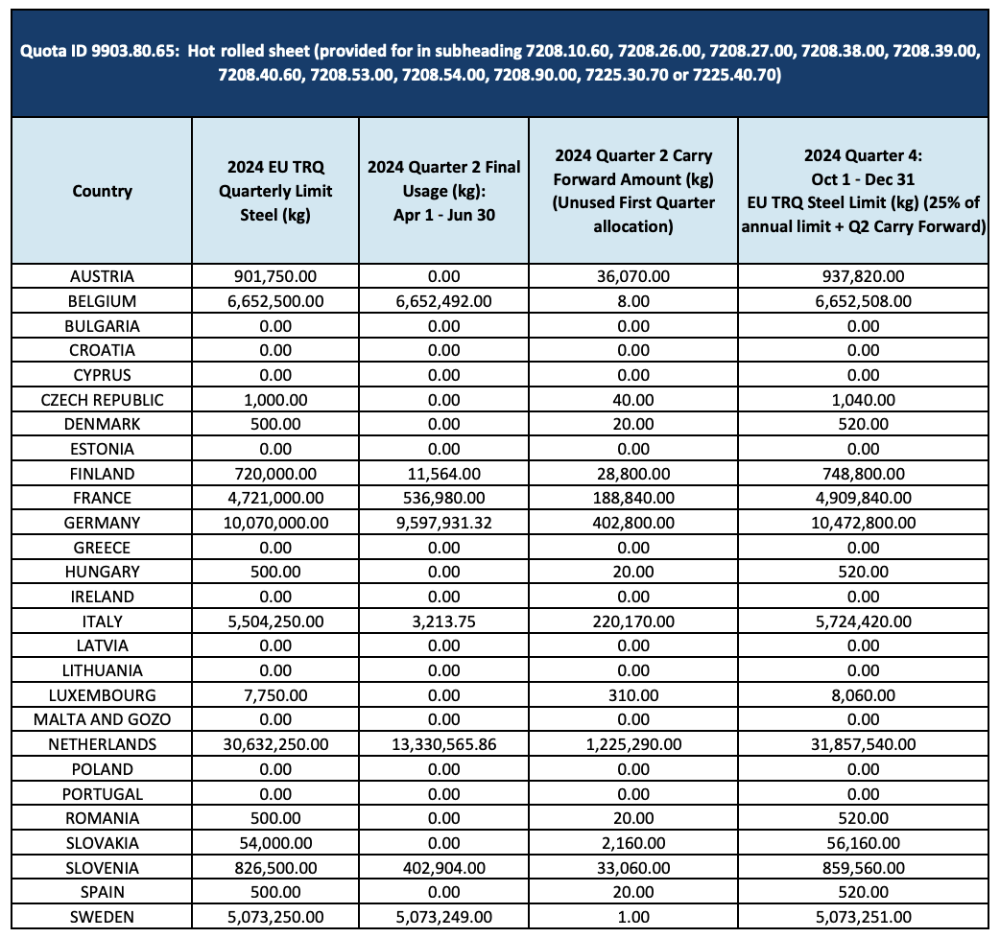 Quota ID 9903.80.65:  Hot rolled sheet (provided for in subheading 7208.10.60, 7208.26.00, 7208.27.00, 7208.38.00, 7208.39.00,
7208.40.60, 7208.53.00, 7208.54.00, 7208.90.00, 7225.30.70 or 7225.40.70)
Country
2024 EU TRQ
Quarterly Limit
Steel (kg)
2024 Quarter 2 Final
Usage (kg):
Apr 1 - Jun 30
2024 Quarter 2 Carry
Forward Amount (kg)
(Unused First Quarter
allocation)
2024 Quarter 4:
Oct 1 - Dec 31
EU TRQ Steel Limit (kg) (25% of
annual limit + Q2 Carry Forward)
AUSTRIA 901,750.00 0.00 36,070.00 937,820.00
BELGIUM 6,652,500.00 6,652,492.00 8.00 6,652,508.00
BULGARIA 0.00 0.00 0.00 0.00
CROATIA 0.00 0.00 0.00 0.00
CYPRUS 0.00 0.00 0.00 0.00
CZECH REPUBLIC 1,000.00 0.00 40.00 1,040.00
DENMARK 500.00 0.00 20.00 520.00
ESTONIA 0.00 0.00 0.00 0.00
FINLAND 720,000.00 11,564.00 28,800.00 748,800.00
FRANCE 4,721,000.00 536,980.00 188,840.00 4,909,840.00
GERMANY 10,070,000.00 9,597,931.32 402,800.00 10,472,800.00
GREECE 0.00 0.00 0.00 0.00
HUNGARY 500.00 0.00 20.00 520.00
IRELAND 0.00 0.00 0.00 0.00
ITALY 5,504,250.00 3,213.75 220,170.00 5,724,420.00
LATVIA 0.00 0.00 0.00 0.00
LITHUANIA 0.00 0.00 0.00 0.00
LUXEMBOURG 7,750.00 0.00 310.00 8,060.00
MALTA AND GOZO 0.00 0.00 0.00 0.00
NETHERLANDS 30,632,250.00 13,330,565.86 1,225,290.00 31,857,540.00
POLAND 0.00 0.00 0.00 0.00
PORTUGAL 0.00 0.00 0.00 0.00
ROMANIA 500.00 0.00 20.00 520.00
SLOVAKIA 54,000.00 0.00 2,160.00 56,160.00
SLOVENIA 826,500.00 402,904.00 33,060.00 859,560.00
SPAIN 500.00 0.00 20.00 520.00
SWEDEN 5,073,250.00 5,073,249.00 1.00 5,073,251.00